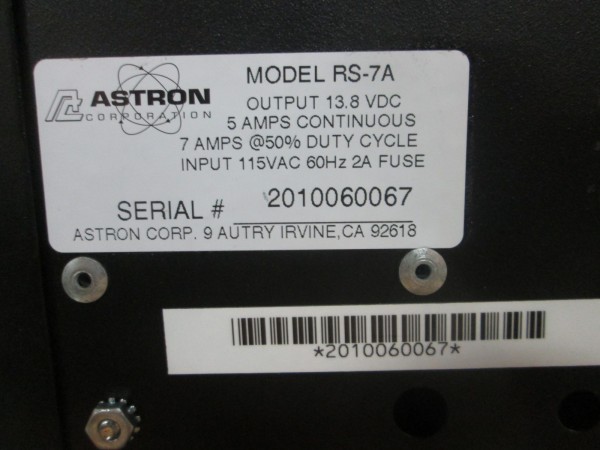 MODEL RS-7A
ASTRON
CORPORATION
OUTPUT 13.8 VDC
5 AMPS CONTINUOUS
7 AMPS @50% DUTY CYCLE
INPUT 115VAC 60Hz 2A FUSE
SERIAL # 2010060067
ASTRON CORP. 9 AUTRY IRVINE,CA 92618
*2010060067*